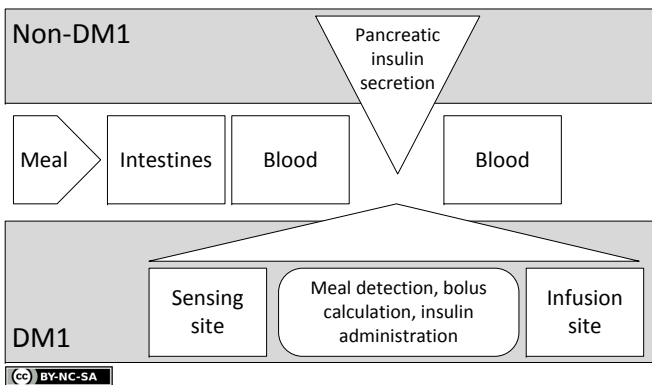 Non-DM1
Pancreatic
insulin
secretion
Meal
Intestines
Blood
Blood
Sensing
site
Meal detection, bolus
calculation, insulin
administration
Infusion
site
DM1
cc BY-NC-SA